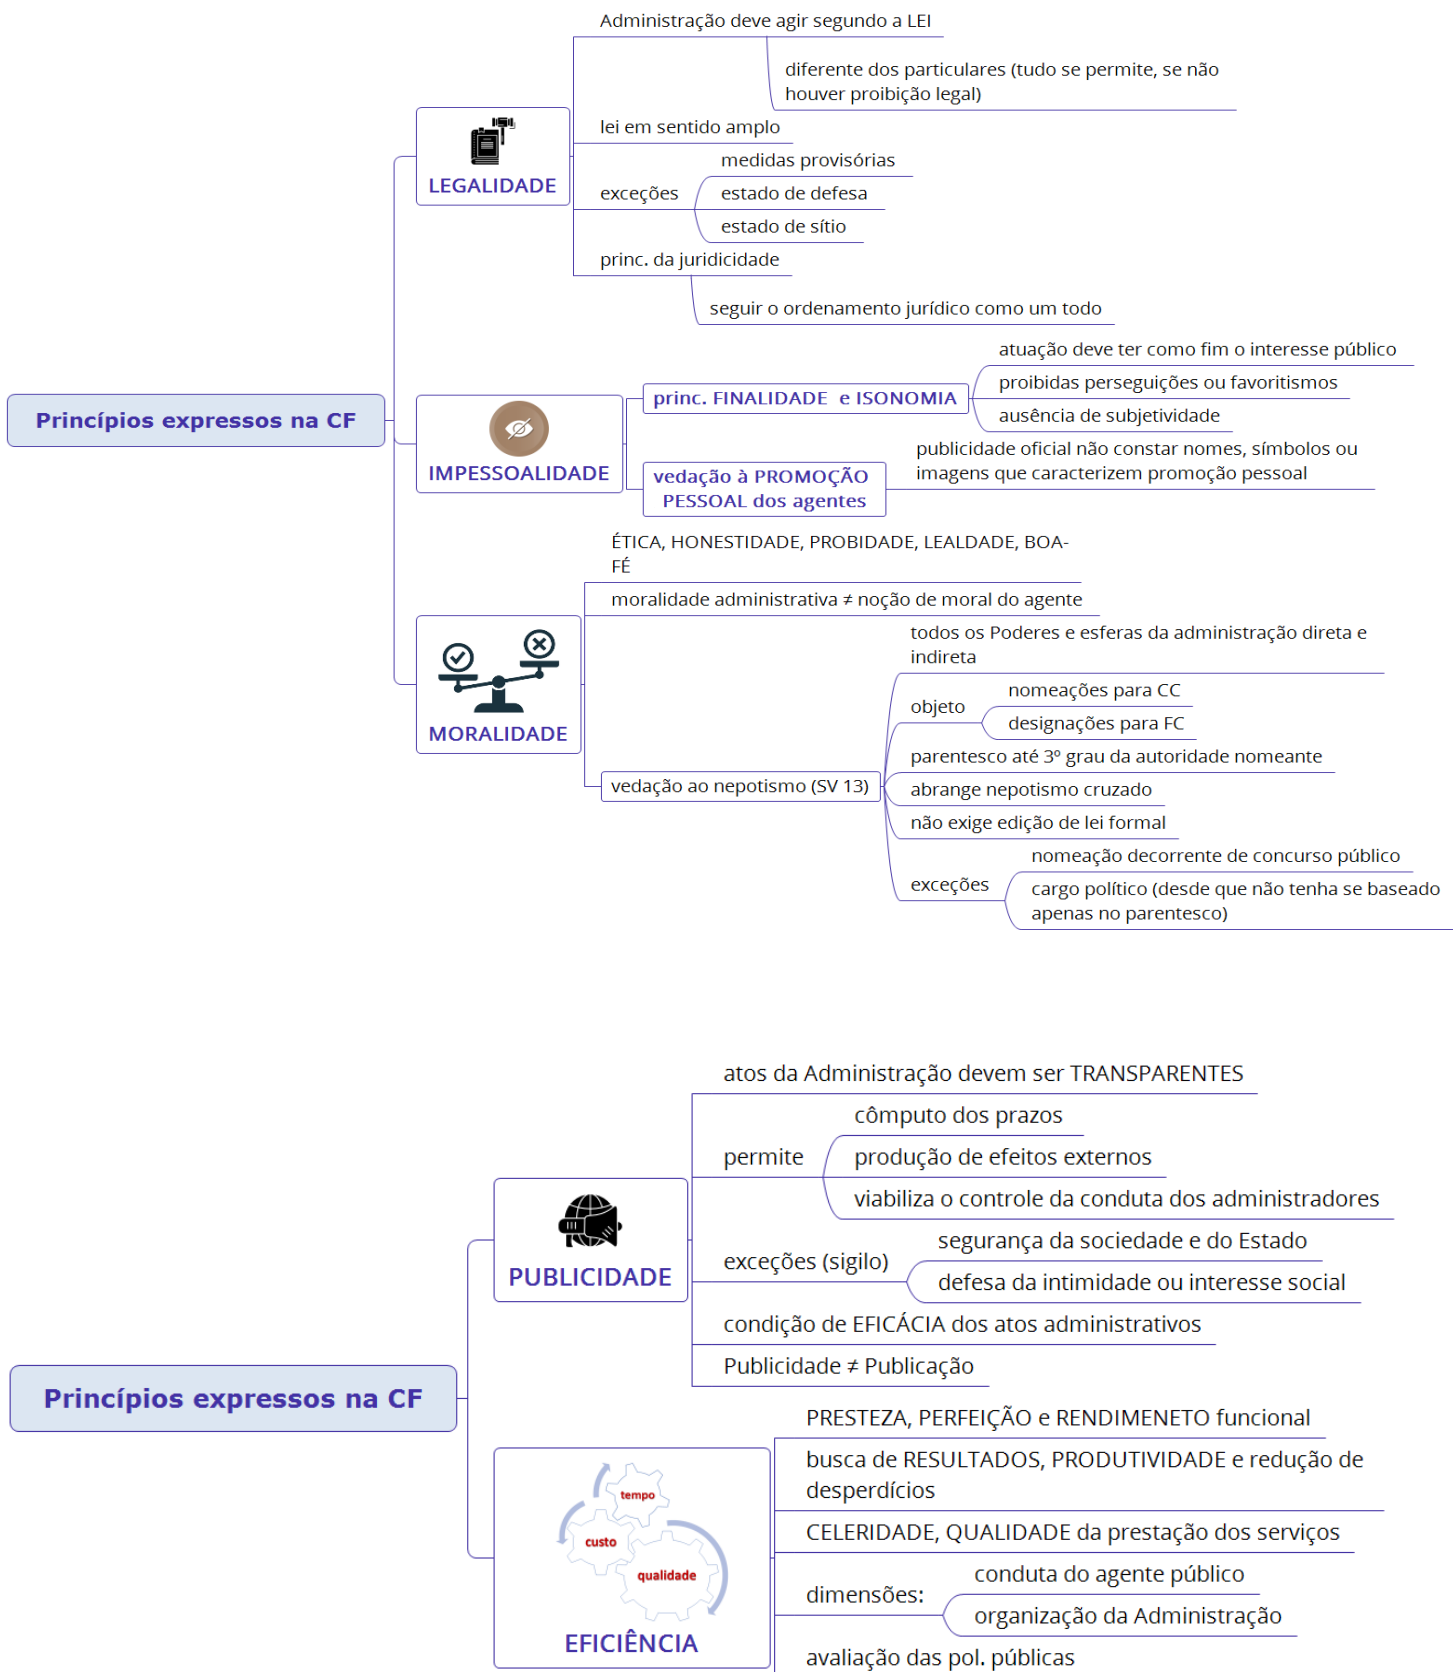 Princípios expressos na CF
LEGALIDADE
Administração deve agir segundo a LEI
diferente dos particulares (tudo se permite, se não
houver proibição legal)
lei em sentido amplo
exceções
medidas provisórias
estado de defesa
estado de sítio
princ. da juridicidade
seguir o ordenamento jurídico como um todo
IMPESSOALIDADE
princ. FINALIDADE e ISONOMIA
atuação deve ter como fim o interesse público
proibidas perseguições ou favoritismos
ausência de subjetividade
vedação à PROMOÇÃO
PESSOAL dos agentes
publicidade oficial não constar nomes, símbolos ou
imagens que caracterizem promoção pessoal
MORALIDADE
ÉTICA, HONESTIDADE, PROBIDADE, LEALDADE, BOA-
FÉ
moralidade administrativa ≠ noção de moral do agente
vedação ao nepotismo (SV 13)
todos os Poderes e esferas da administração direta e
indireta
objeto
nomeações para CC
designações para FC
parentesco até 3º grau da autoridade nomeante
abrange nepotismo cruzado
não exige edição de lei formal
exceções
nomeação decorrente de concurso público
cargo político (desde que não tenha se baseado
apenas no parentesco)
Princípios expressos na CF
PUBLICIDADE
atos da Administração devem ser TRANSPARENTES
permite
cômputo dos prazos
produção de efeitos externos
viabiliza o controle da conduta dos administradores
exceções (sigilo)
segurança da sociedade e do Estado
defesa da intimidade ou interesse social
condição de EFICÁCIA dos atos administrativos
Publicidade ≠ Publicação
tempo
custo
qualidade
EFICIÊNCIA
PRESTEZA, PERFEIÇÃO e RENDIMENETO funcional
busca de RESULTADOS, PRODUTIVIDADE e redução de
desperdícios
CELERIDADE, QUALIDADE da prestação dos serviços
dimensões:
conduta do agente público
organização da Administração
avaliação das pol. públicas